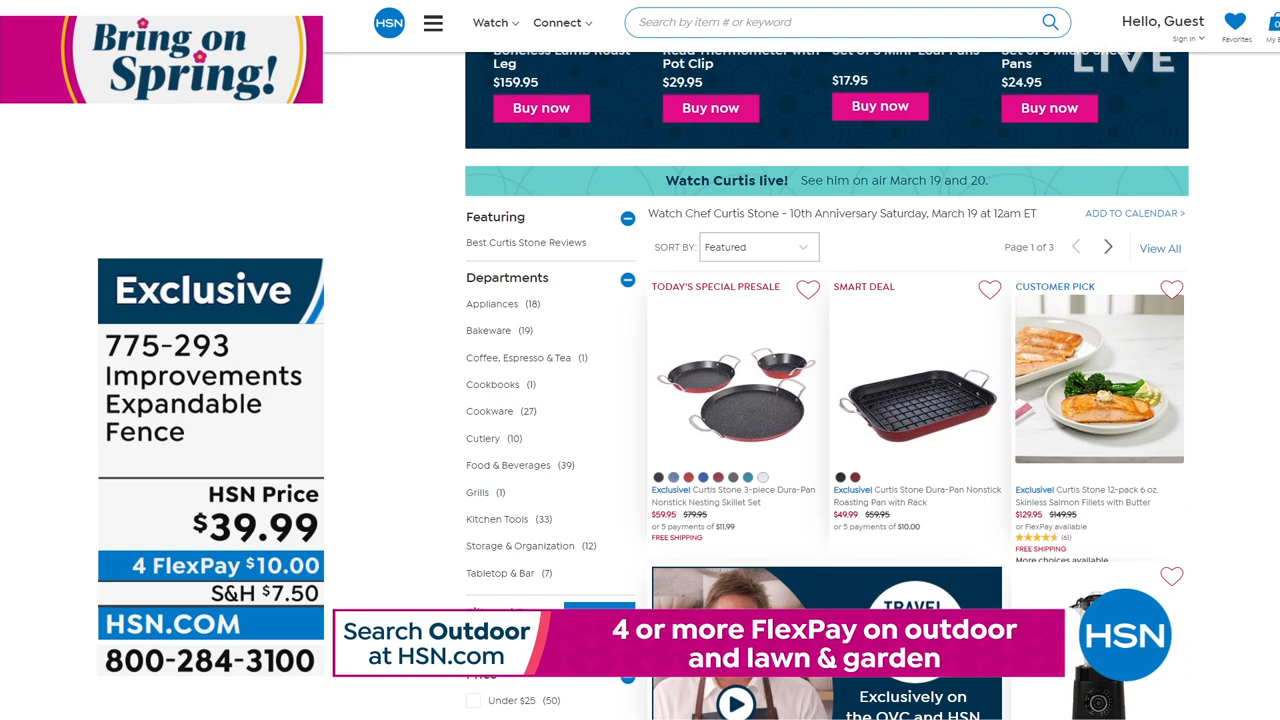 Bring on
Spring!
HSN
Watch
Connect
Search by item # or keyword
Hello, Guest
Sign In
Favorites
0
Leg
$159.95
Buy now
Pot Clip
$29.95
Buy now
$17.95
Buy now
Pans
$24.95
Buy now
LIVE
Watch Curtis live! See him on air March 19 and 20.
Featuring
Best Curtis Stone Reviews
Departments
Appliances (18)
Bakeware (19)
Coffee, Espresso & Tea (1)
Cookbooks (1)
Cookware (27)
Cutlery (10)
Food & Beverages (39)
Grills (1)
Kitchen Tools (33)
Storage & Organization (12)
Tabletop & Bar (7)
Under $25 (50)
Watch Chef Curtis Stone - 10th Anniversary Saturday, March 19 at 12am ET
ADD TO CALENDAR >
SORT BY: Featured
Page 1 of 3
View All
TODAY'S SPECIAL PRESALE
Exclusive! Curtis Stone 3-piece Dura-Pan
Nonstick Nesting Skillet Set
$59.95 $79.95
or 5 payments of $11.99
FREE SHIPPING
SMART DEAL
Exclusive! Curtis Stone Dura-Pan Nonstick
Roasting Pan with Rack
$49.99 $59.95
or 5 payments of $10.00
CUSTOMER PICK
Exclusive! Curtis Stone 12-pack 6 oz.
Skinless Salmon Fillets with Butter
$129.95 $149.95
or FlexPay available
(61)
FREE SHIPPING
More choices available
TRAVEL
Exclusively on
the QVC and HSN
Exclusive
775-293
Improvements
Expandable
Fence
HSN Price
$39.99
4 FlexPay $10.00
S&H $7.50
HSN.COM
800-284-3100
Search Outdoor
at HSN.com
4 or more FlexPay on outdoor
and lawn & garden
HSN